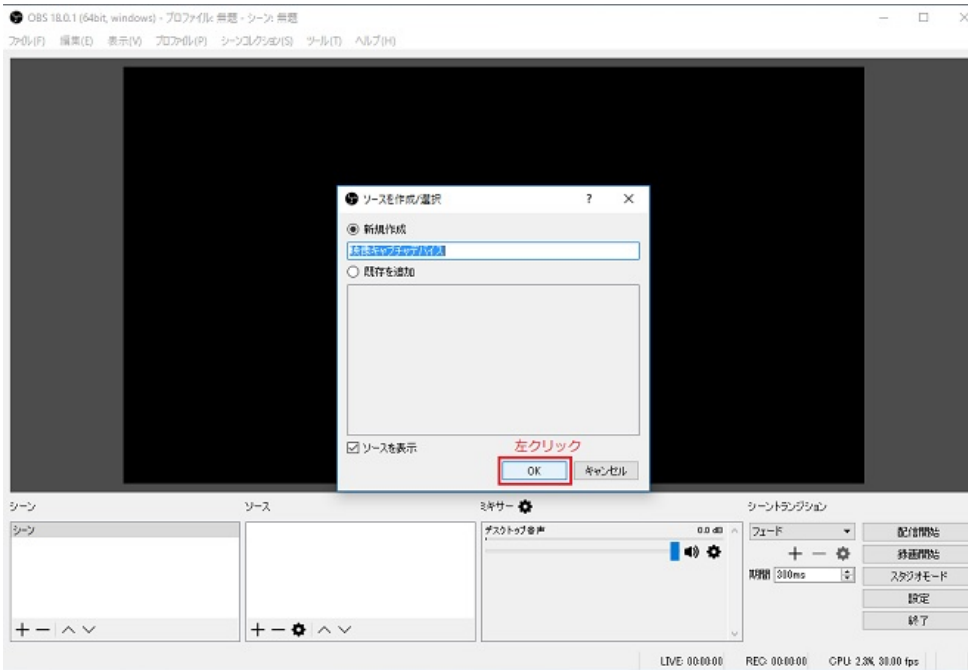 OBS 18.0.1 (64bit, windows) - プロファイル: 無題 - シーン: 無題
ファイル(F) 編集(E) 表示(V) プロファイル(P) シーンコレクション(S) ツール(T) ヘルプ(H)
ソースを作成/選択 ?
新規作成
映像キャプチャデバイス
既存を追加
ソースを表示
左クリック
OK キャンセル
シーン ソース ミキサー シーントランジション
シーン デスクトップ音声 0.0 dB フェード 配信開始
録画開始
期間 300ms スタジオモード
設定
終了
LIVE: 00:00:00 REC: 00:00:00 CPU: 2.3%, 30.00 fps